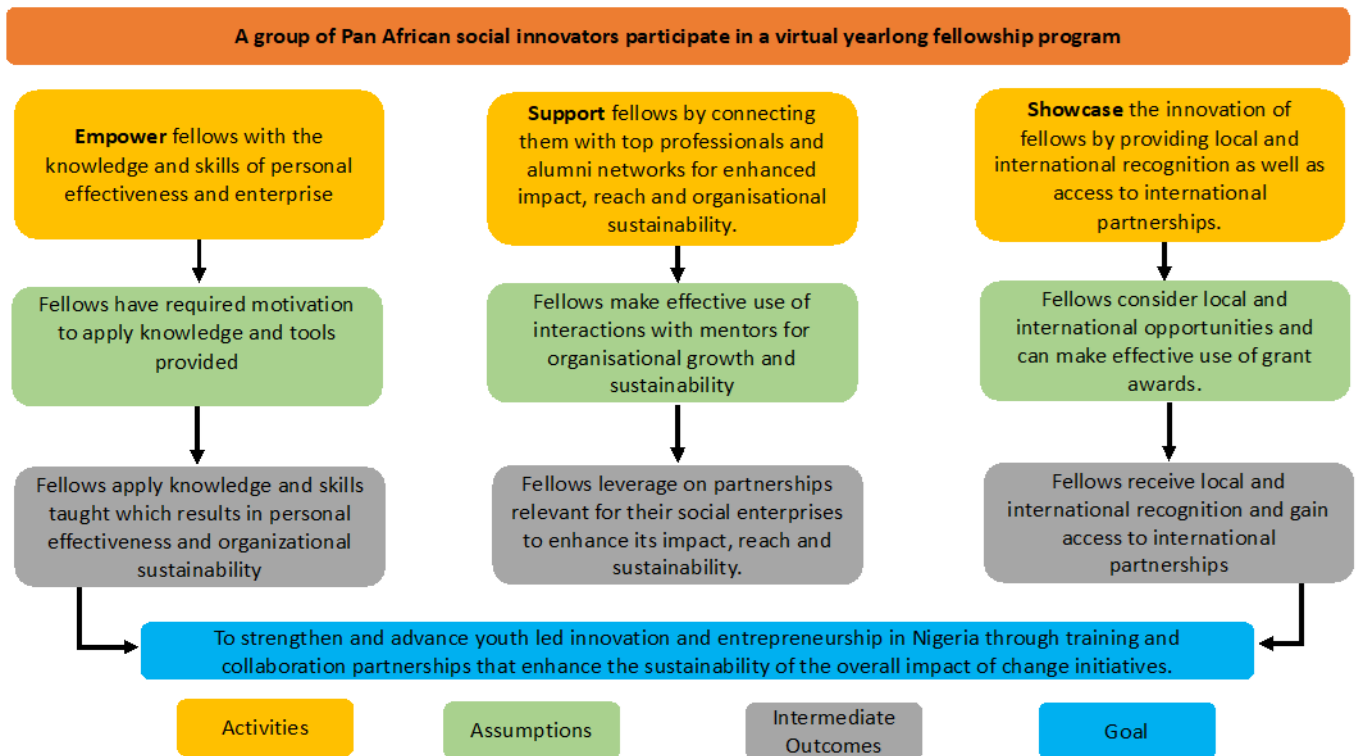 A group of Pan African social innovators participate in a virtual yearlong fellowship program
Empower fellows with the
knowledge and skills of personal
effectiveness and enterprise
Support fellows by connecting
them with top professionals and
alumni networks for enhanced
impact, reach and organisational
sustainability.
Showcase the innovation of
fellows by providing local and
international recognition as well as
access to international
partnerships.
Fellows have required motivation
to apply knowledge and tools
provided
Fellows make effective use of
interactions with mentors for
organisational growth and
sustainability
Fellows consider local and
international opportunities and
can make effective use of grant
awards.
Fellows apply knowledge and skills
taught which results in personal
effectiveness and organizational
sustainability
Fellows leverage on partnerships
relevant for their social enterprises
to enhance its impact, reach and
sustainability.
Fellows receive local and
international recognition and gain
access to international
partnerships
To strengthen and advance youth led innovation and entrepreneurship in Nigeria through training and
collaboration partnerships that enhance the sustainability of the overall impact of change initiatives.
Activities
Assumptions
Intermediate
Outcomes
Goal